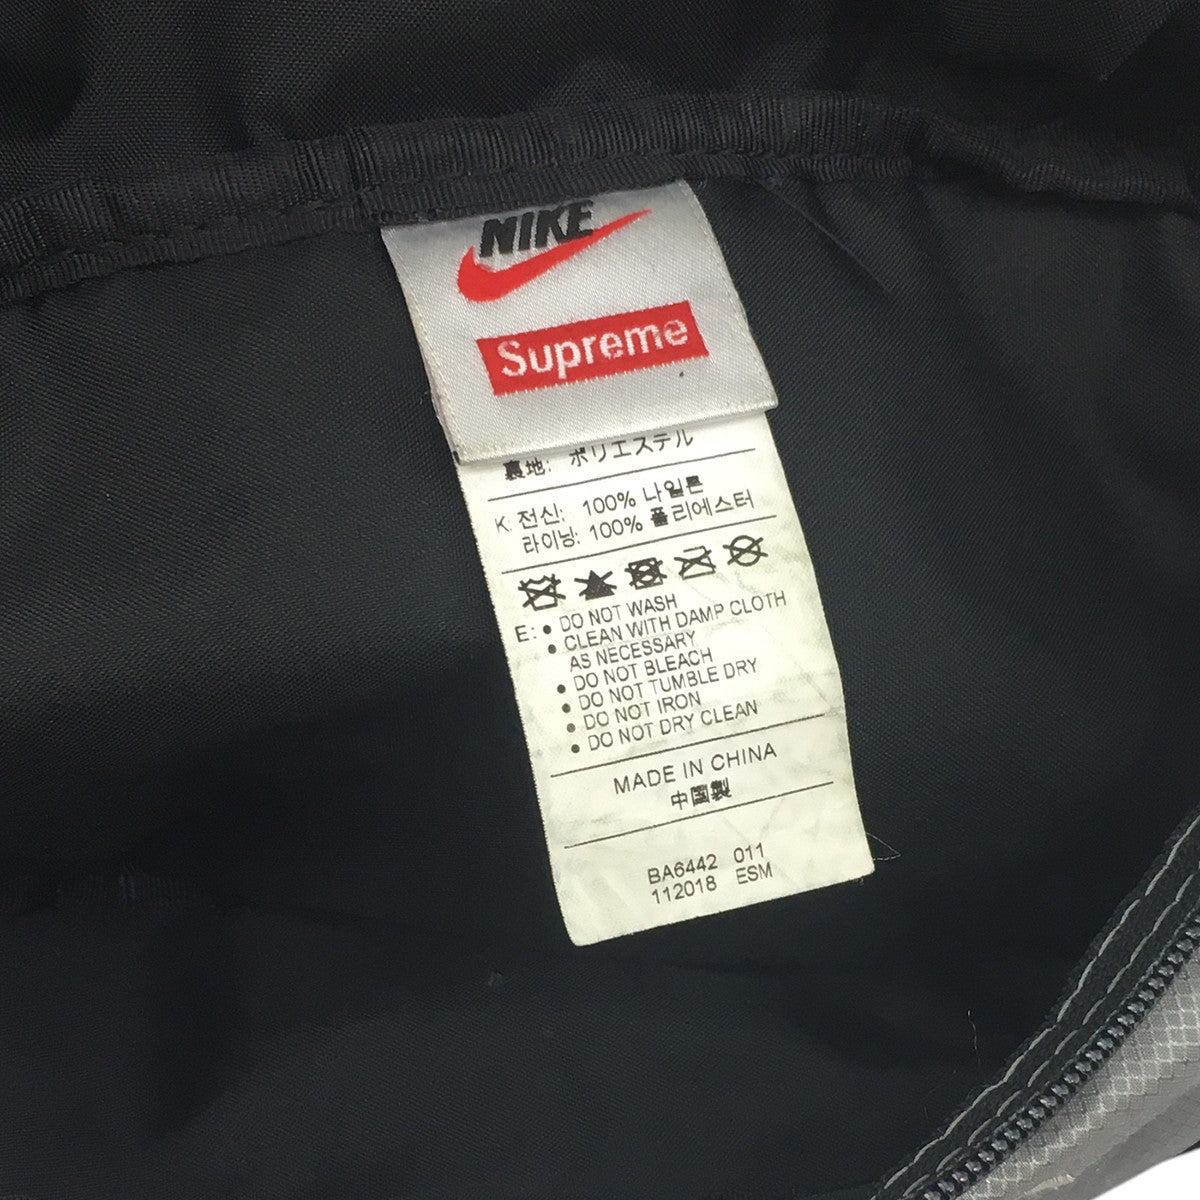 NIKE
Supreme
裏地: ポリエステル
K: 전신: 100% 나일론
라이닝: 100% 폴리에스터
E: • DO NOT WASH
• CLEAN WITH DAMP CLOTH
AS NECESSARY
• DO NOT BLEACH
• DO NOT TUMBLE DRY
• DO NOT IRON
• DO NOT DRY CLEAN
MADE IN CHINA
中國製
BA6442 011
112018 ESM